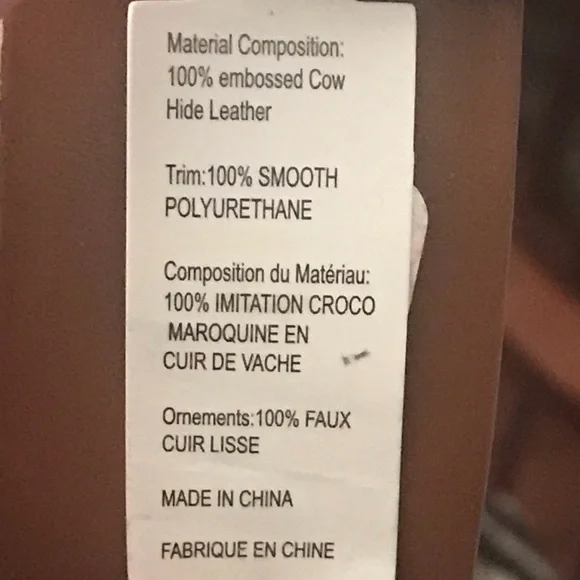 Material Composition:
100% embossed Cow
Hide Leather
Trim:100% SMOOTH
POLYURETHANE
Composition du Matériau:
100% IMITATION CROCO
MAROQUINE EN
CUIR DE VACHE
Ornements:100% FAUX
CUIR LISSE
MADE IN CHINA
FABRIQUE EN CHINE